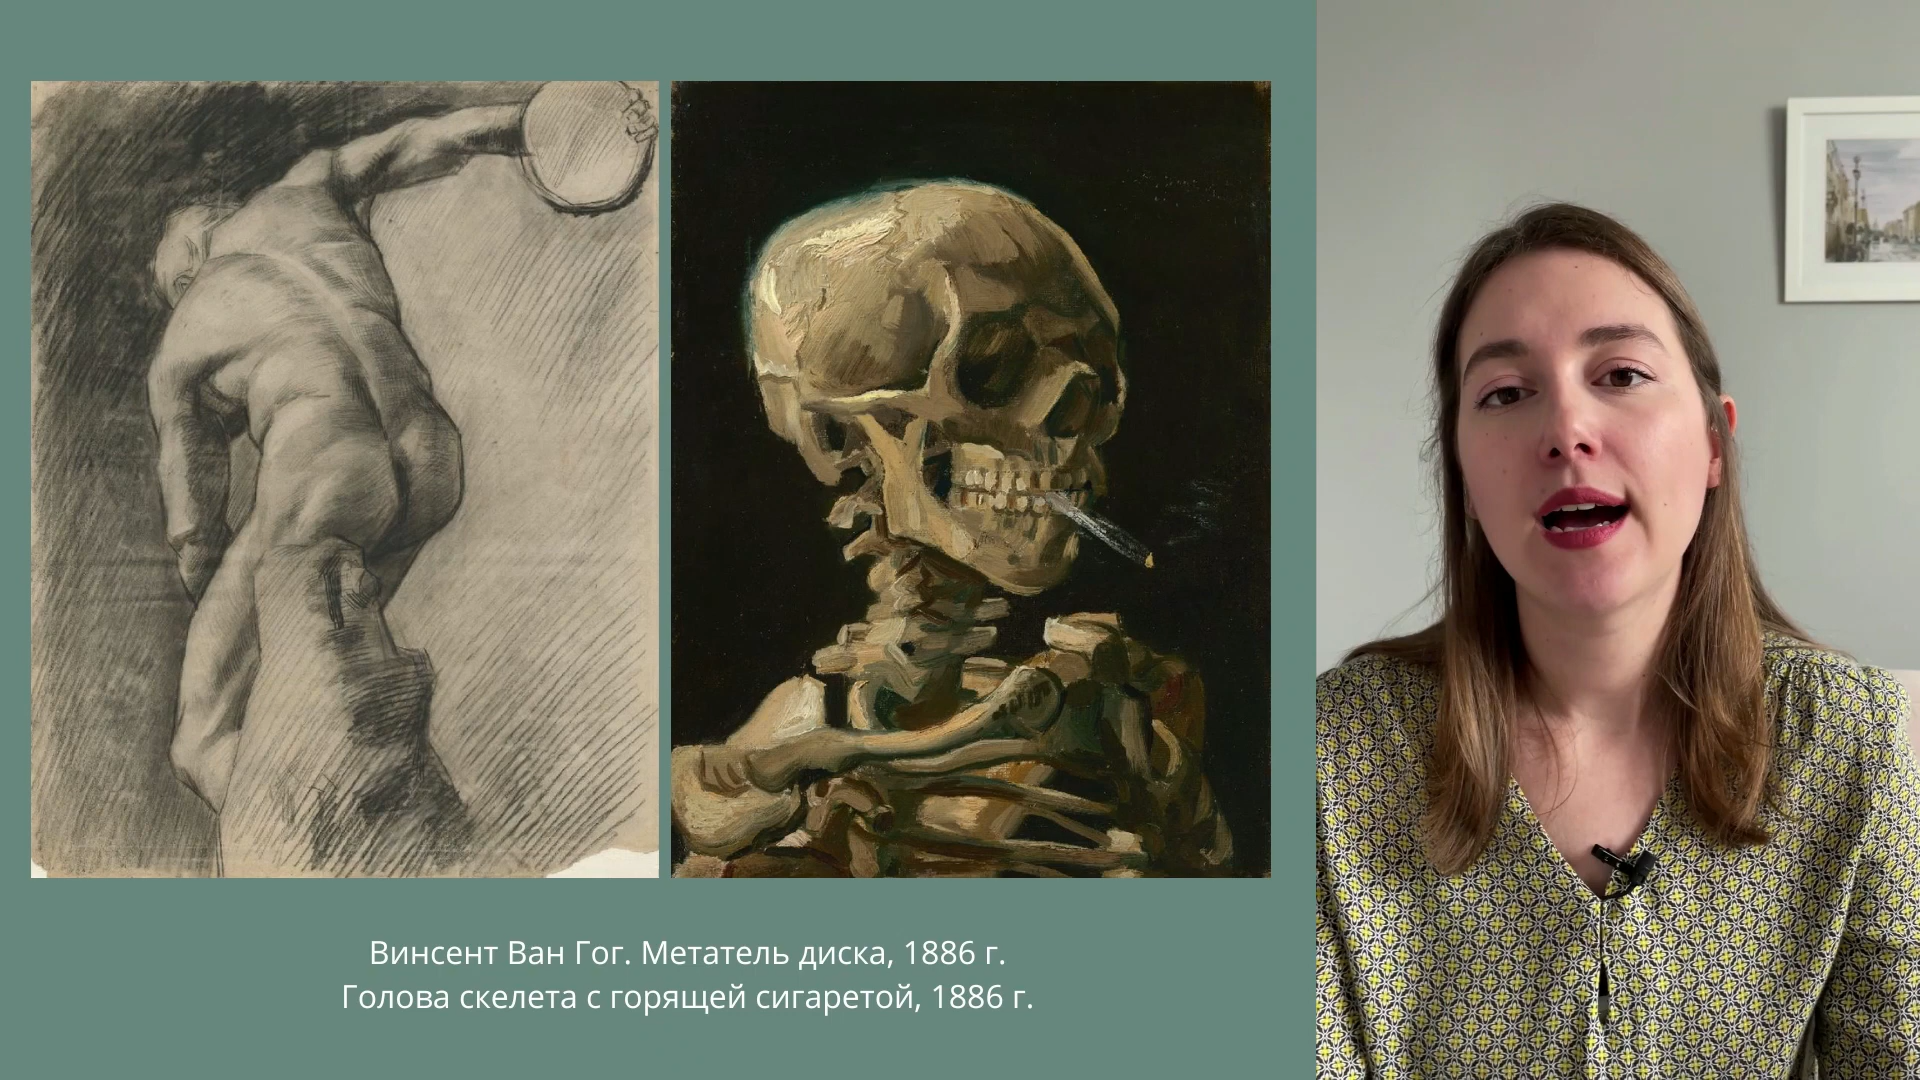 Винсент Ван Гог. Метатель диска, 1886 г.
Голова скелета с горящей сигаретой, 1886 г.